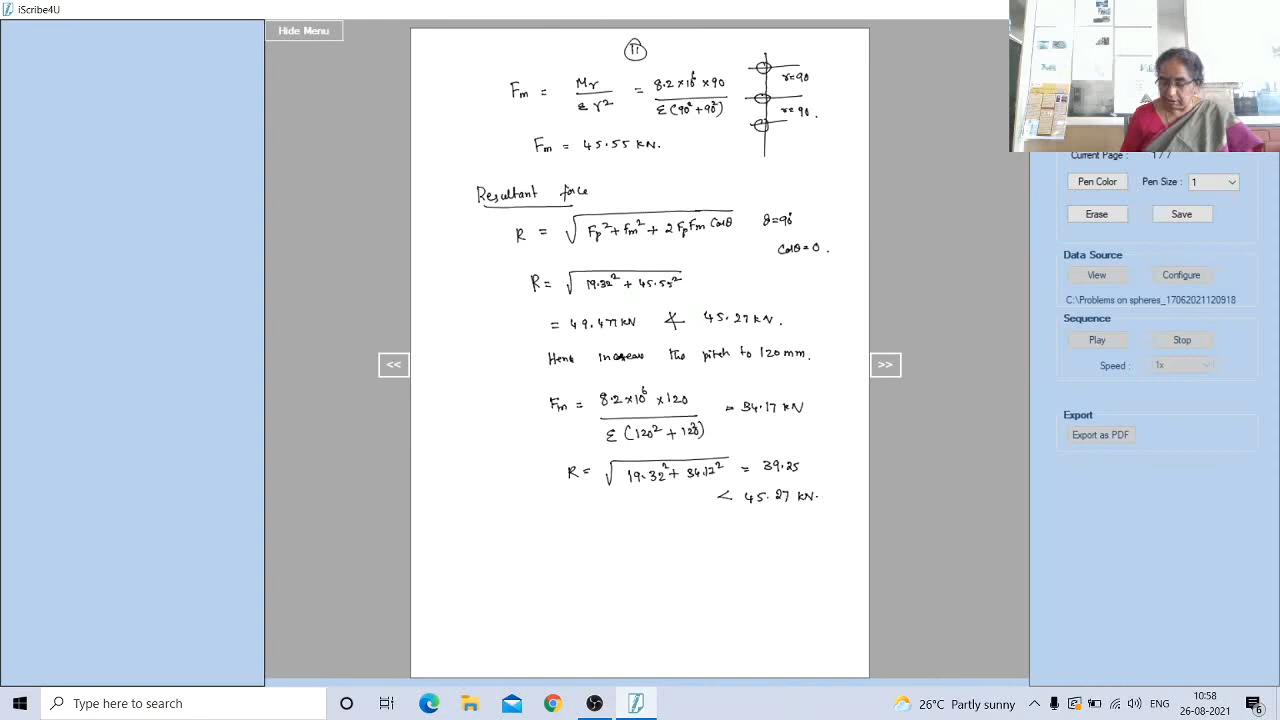 iScribe4U
Hide Menu
11
Fm = Mr / Σr² = 8.2×10⁶ ×90 / Σ(90²+90²)
r=90
r=90.
Fm = 45.55 KN.
Resultant force
R = √Fp²+Fm²+2FpFm Cosθ θ=90°
Cosθ=0.
R = √19.32² + 45.55²
= 49.477 KN ≮ 45.27 KN.
Hence increase the pitch to 120mm.
Fm = 8.2×10⁶ ×120 / Σ(120²+120²) = 34.17 KN
R = √19.32² + 34.17² = 39.25
< 45.27 KN.
<<
>>
Current Page : 1 / 7
Pen Color Pen Size : 1
Erase Save
Data Source
View Configure
C:\Problems on spheres_17062021120918
Sequence
Play Stop
Speed : 1x
Export
Export as PDF
Type here to search
26°C Partly sunny
ENG
10:58
26-08-2021
6